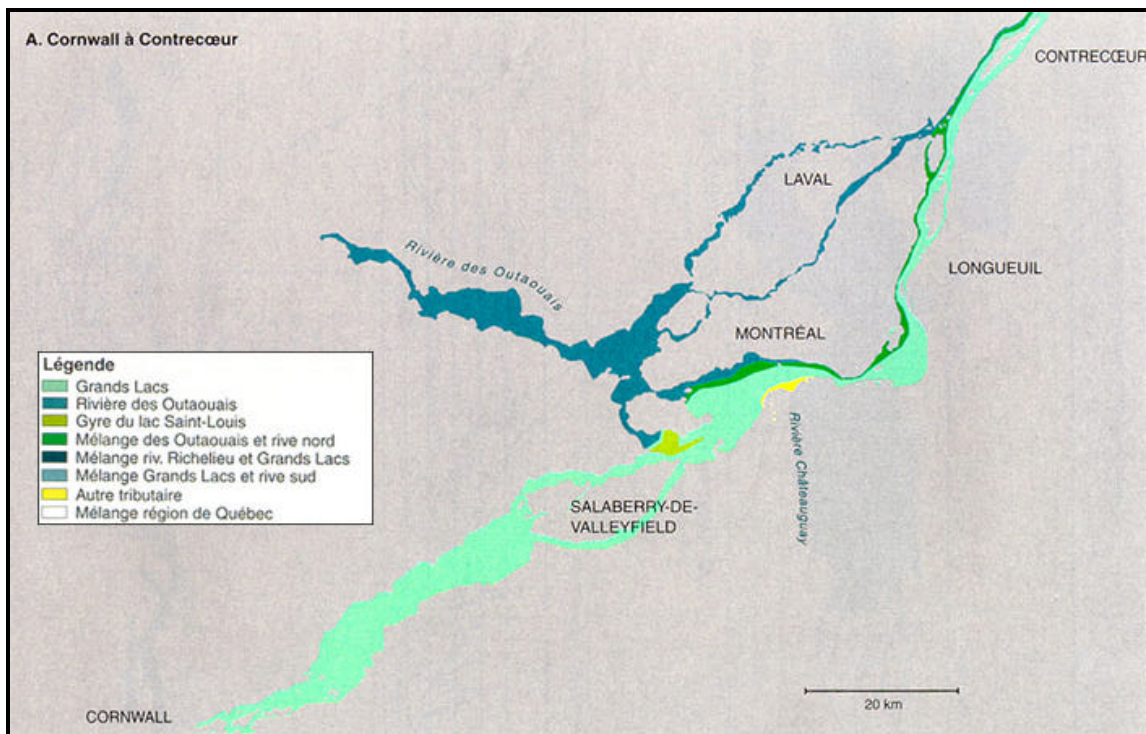 A. Cornwall à Contrecœur
CONTRECŒUR
LAVAL
Rivière des Outaouais
LONGUEUIL
MONTRÉAL
Légende
Grands Lacs
Rivière des Outaouais
Gyre du lac Saint-Louis
Mélange des Outaouais et rive nord
Mélange riv. Richelieu et Grands Lacs
Mélange Grands Lacs et rive sud
Autre tributaire
Mélange région de Québec
Rivière Châteauguay
SALABERRY-DE-
VALLEYFIELD
20 km
CORNWALL